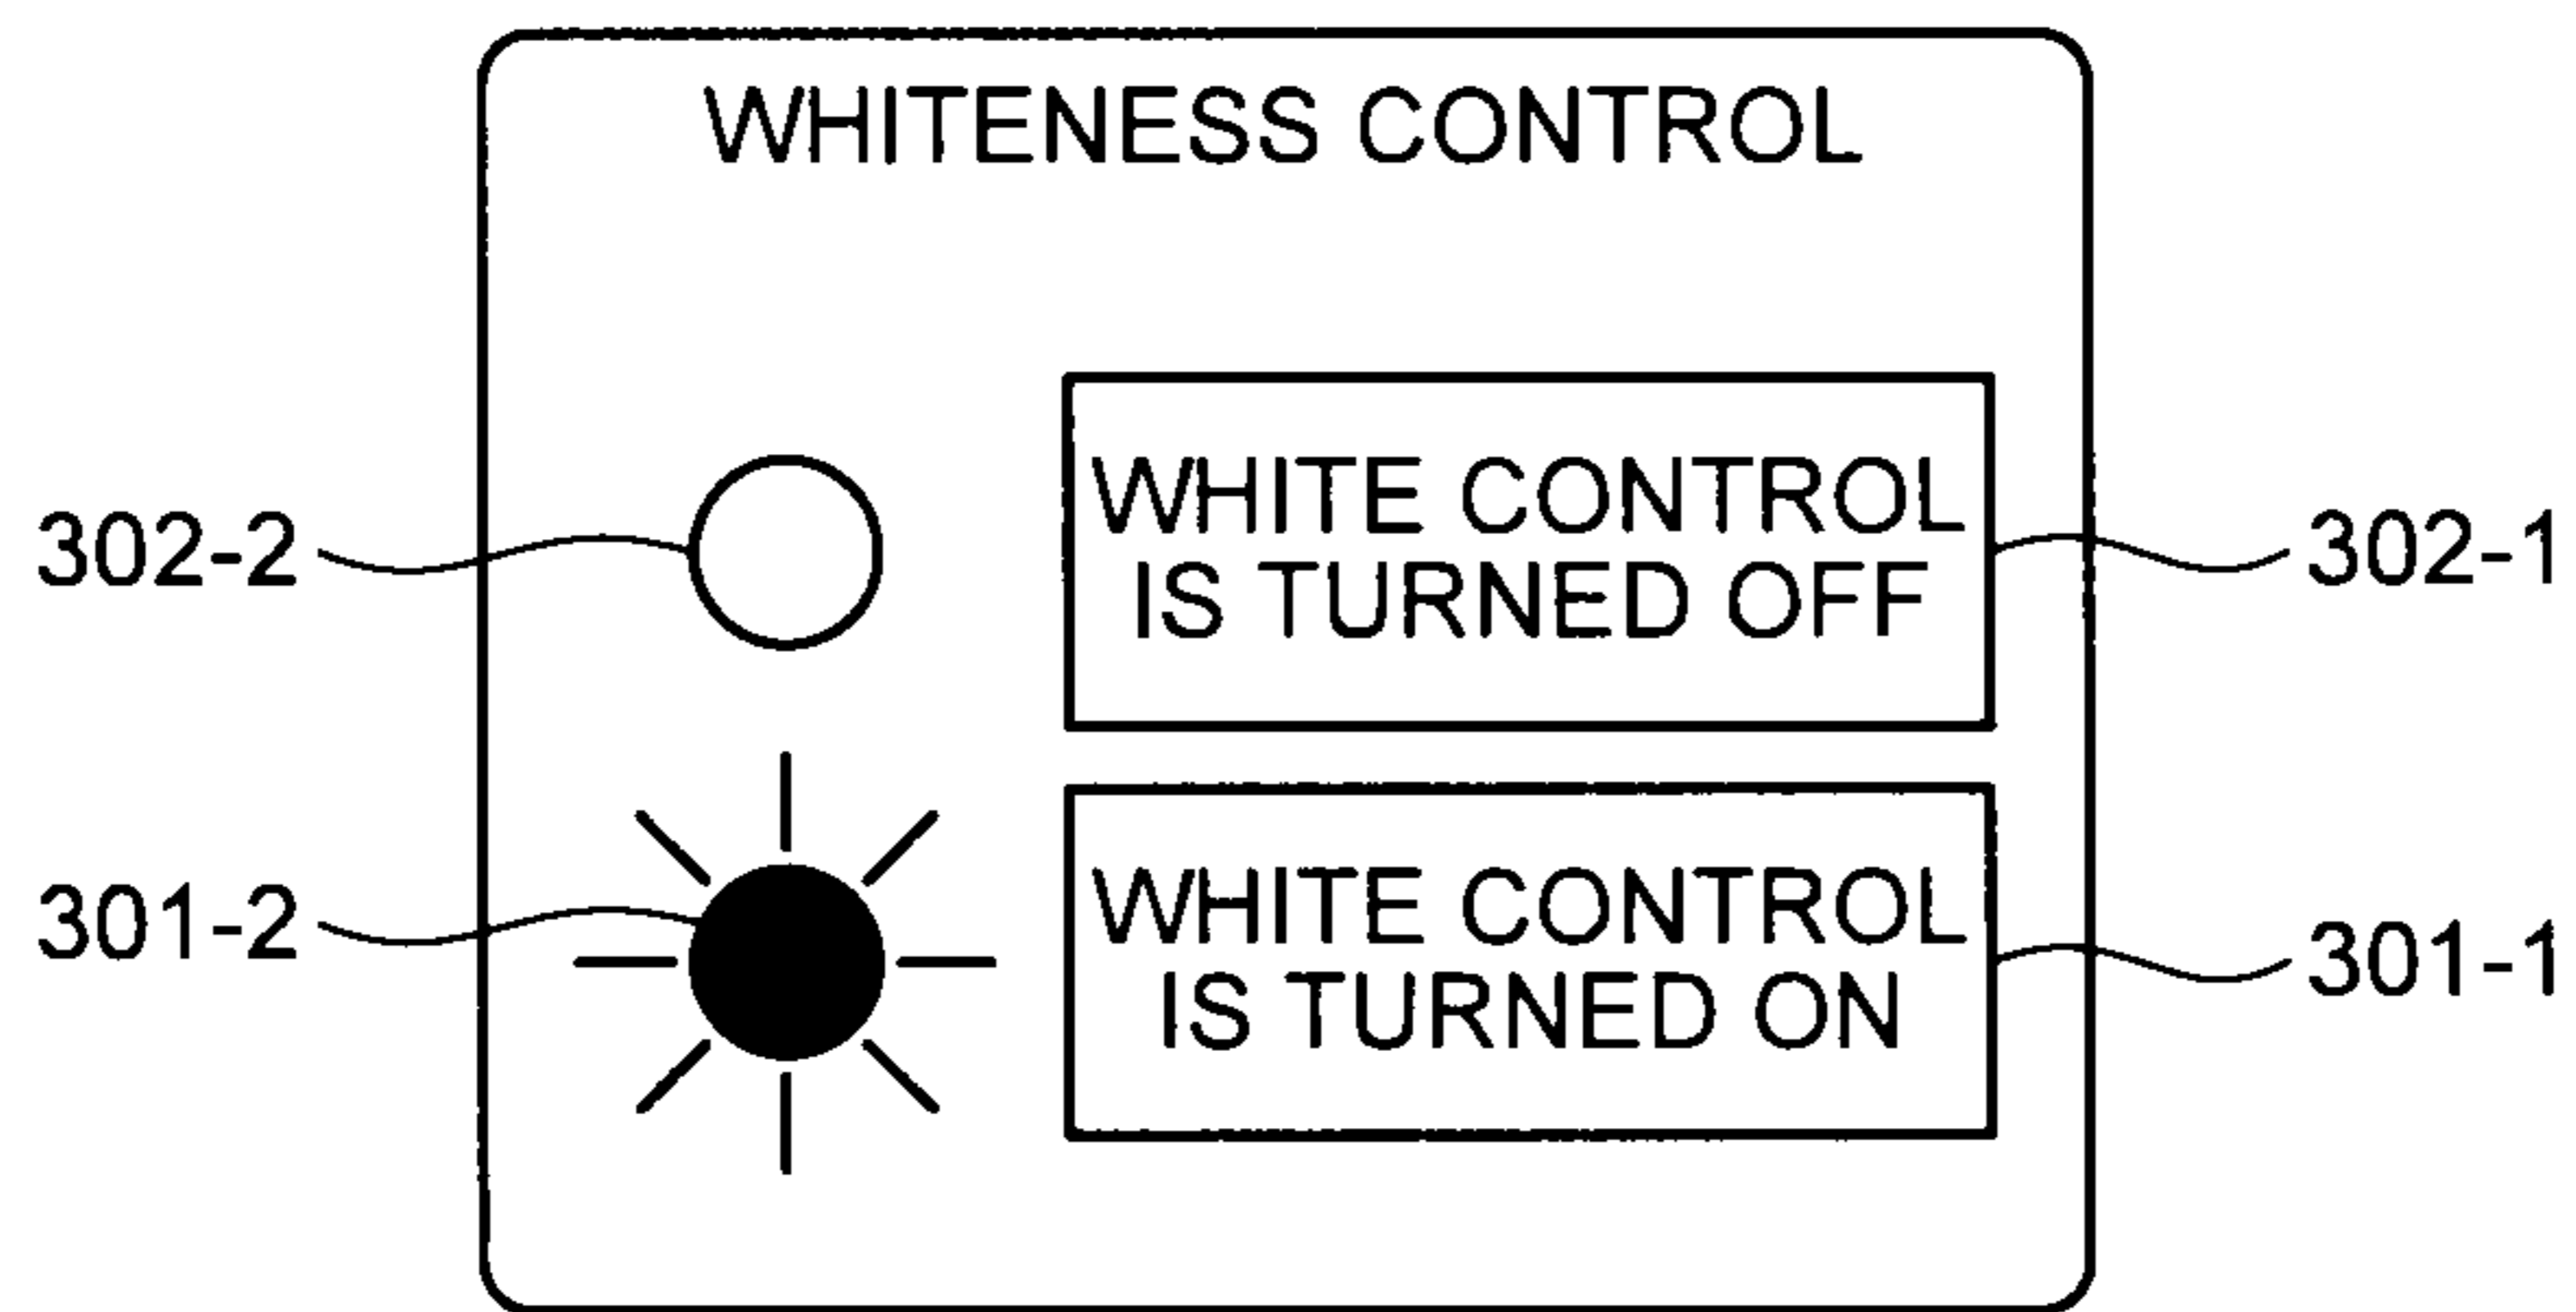 WHITENESS CONTROL
302-2
WHITE CONTROL
IS TURNED OFF
302-1
301-2
WHITE CONTROL
IS TURNED ON
301-1